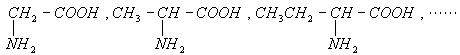 CH₂－COOH , CH₃－CH－COOH , CH₃CH₂－CH－COOH , ……
NH₂ NH₂ NH₂